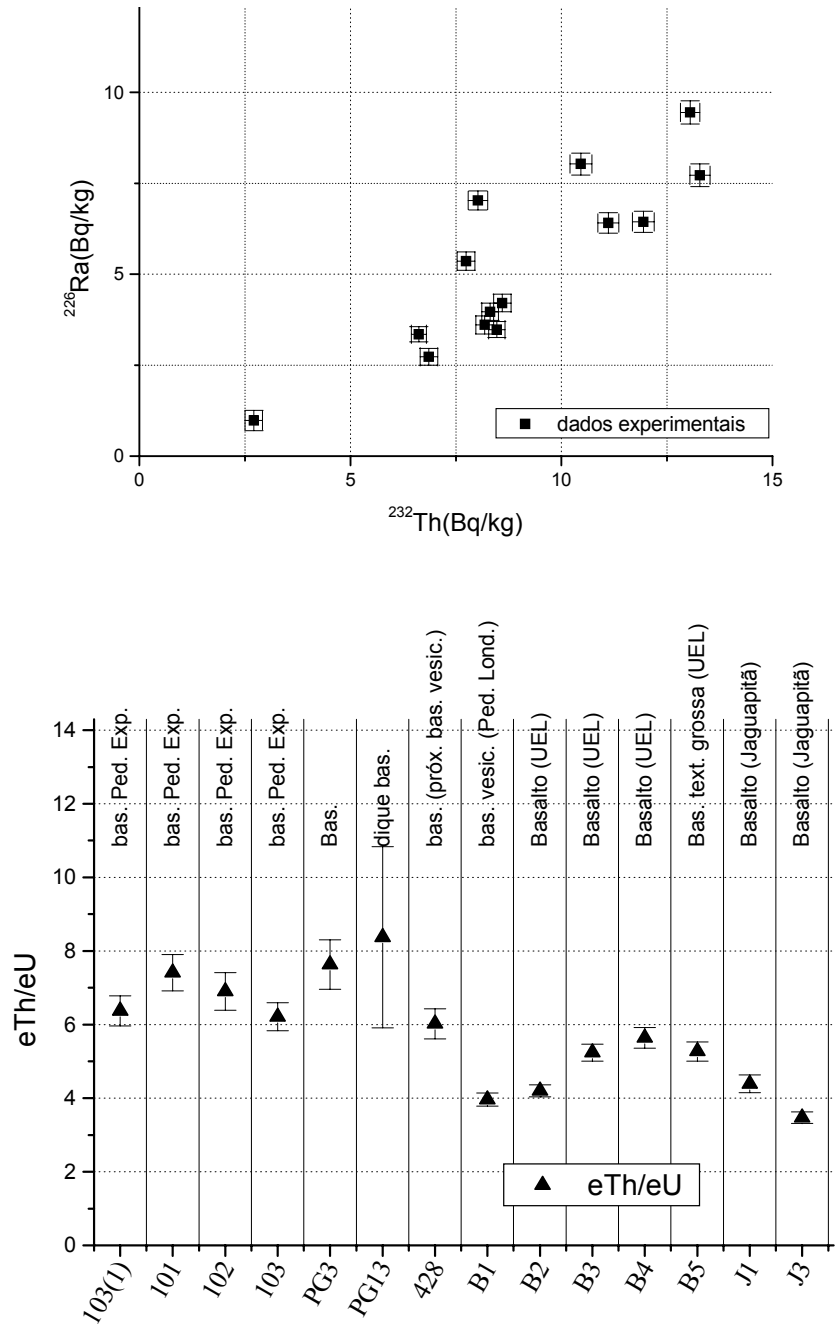 10
5
0
226Ra(Bq/kg)
dados experimentais
0 5 10 15
232Th(Bq/kg)
bas. Ped. Exp.
bas. Ped. Exp.
bas. Ped. Exp.
bas. Ped. Exp.
Bas.
dique bas.
bas. (próx. bas. vesic.)
bas. vesic. (Ped. Lond.)
Basalto (UEL)
Basalto (UEL)
Basalto (UEL)
Bas. text. grossa (UEL)
Basalto (Jaguapitã)
Basalto (Jaguapitã)
14
12
10
8
6
4
2
0
eTh/eU
eTh/eU
103(1) 101 102 103 PG3 PG13 428 B1 B2 B3 B4 B5 J1 J3